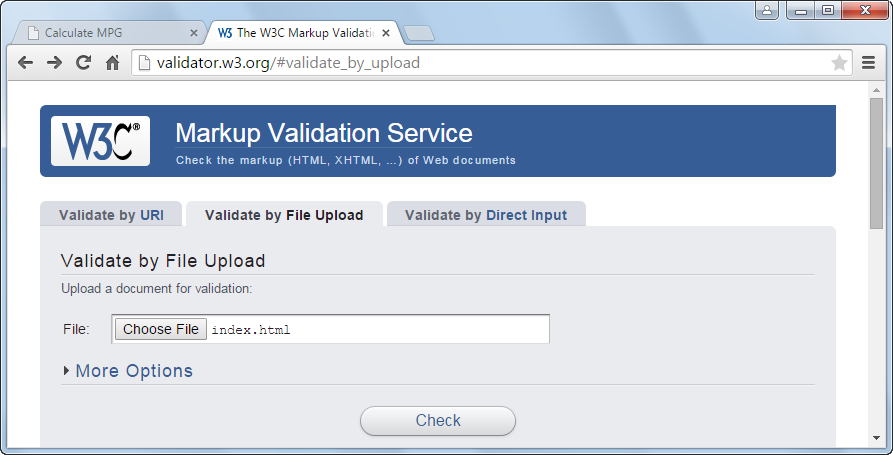 Calculate MPG
W3 The W3C Markup Validati
validator.w3.org/#validate_by_upload
W3C® Markup Validation Service
Check the markup (HTML, XHTML, …) of Web documents
Validate by URI Validate by File Upload Validate by Direct Input
Validate by File Upload
Upload a document for validation:
File: Choose File index.html
More Options
Check